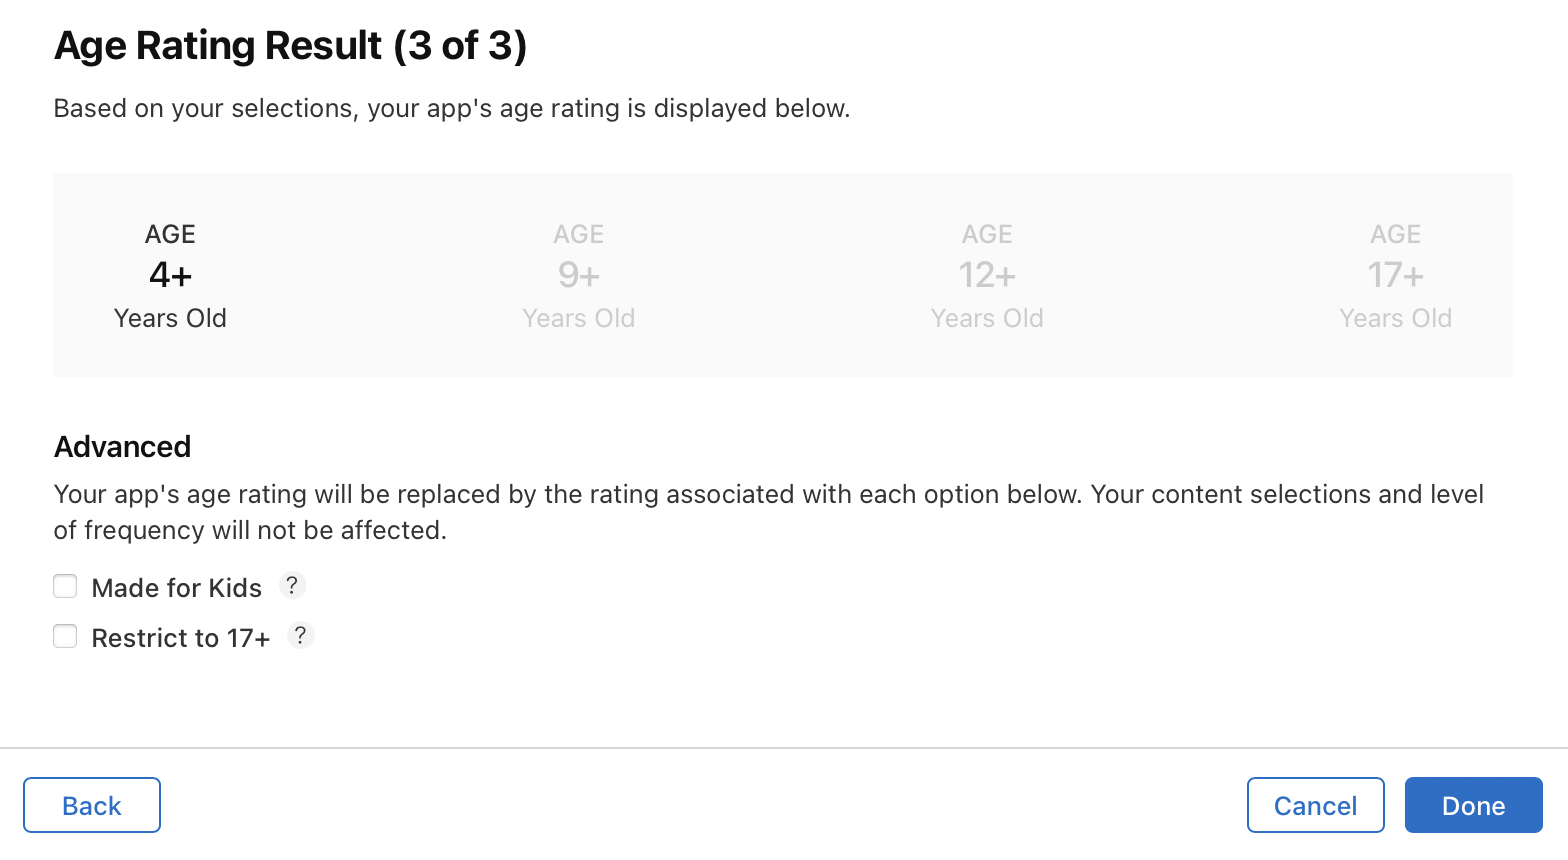 Age Rating Result (3 of 3)
Based on your selections, your app's age rating is displayed below.
AGE
4+
Years Old
AGE
9+
Years Old
AGE
12+
Years Old
AGE
17+
Years Old
Advanced
Your app's age rating will be replaced by the rating associated with each option below. Your content selections and level
of frequency will not be affected.
Made for Kids ?
Restrict to 17+ ?
Back
Cancel
Done